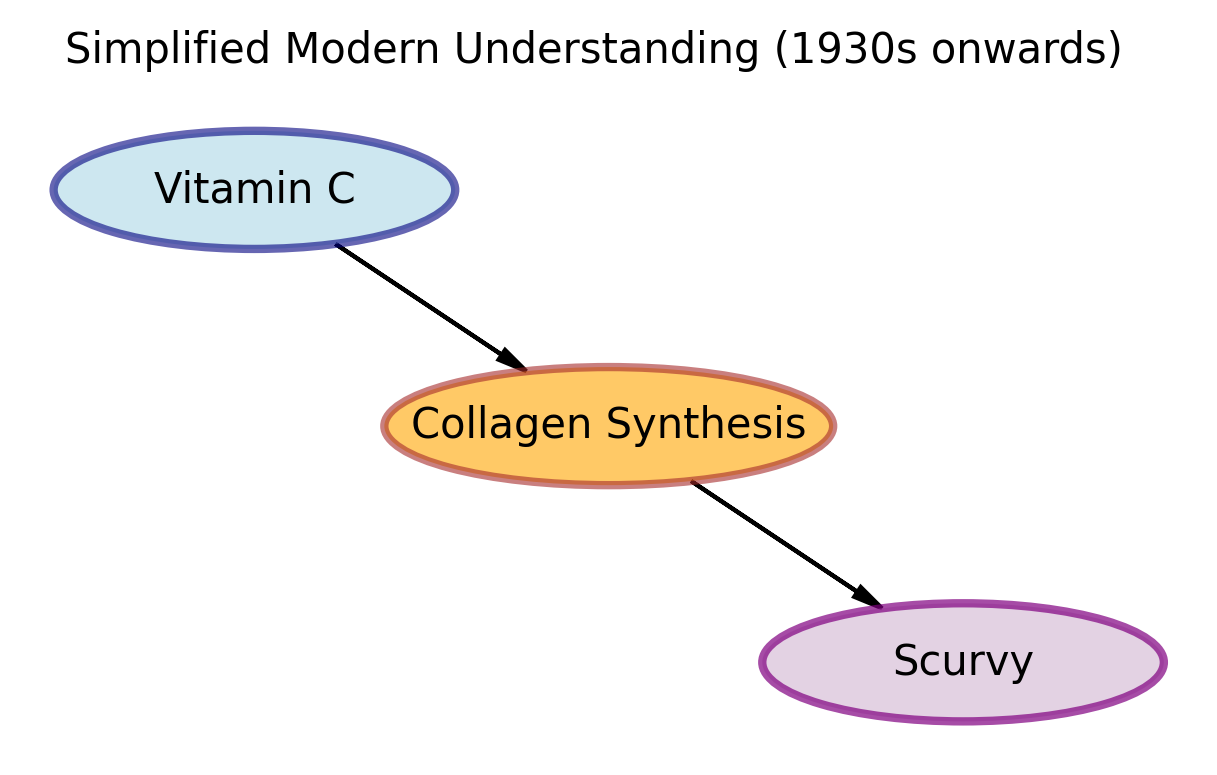 Simplified Modern Understanding (1930s onwards)
Vitamin C
Collagen Synthesis
Scurvy